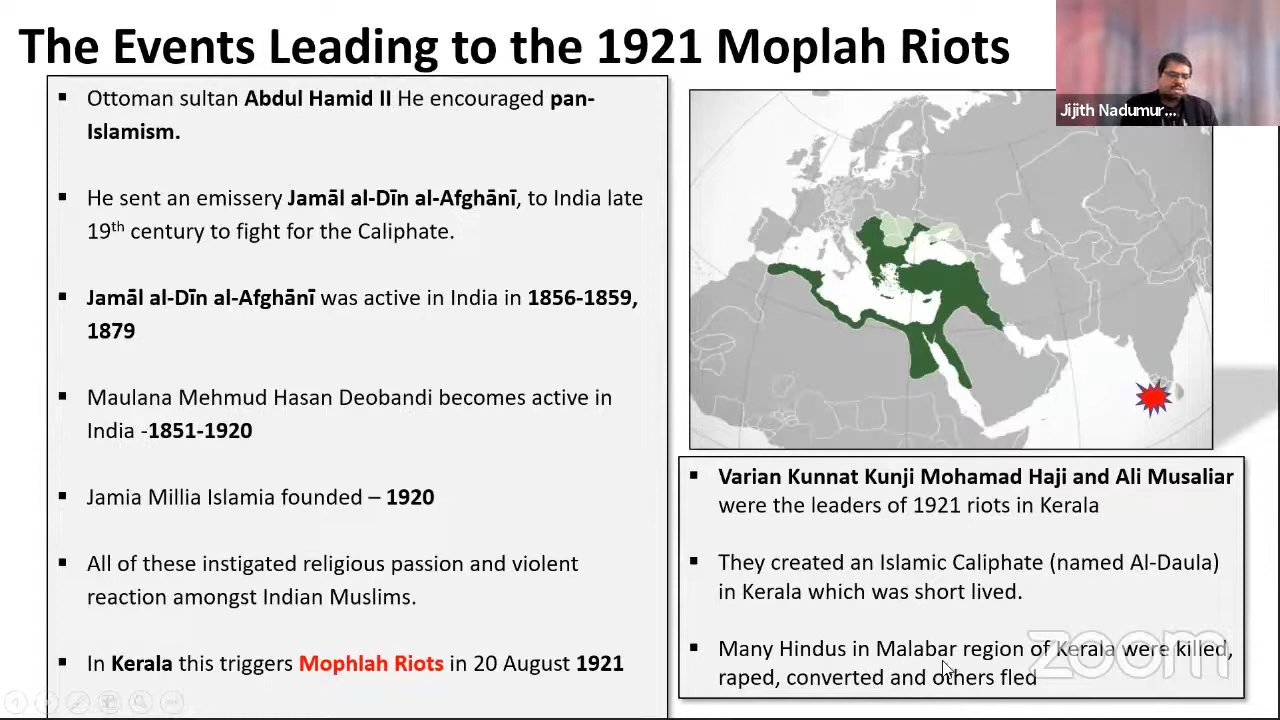 The Events Leading to the 1921 Moplah Riots
Jijith Nadumur...
▪ Ottoman sultan Abdul Hamid II He encouraged pan-
Islamism.
▪ He sent an emissery Jamāl al-Dīn al-Afghānī, to India late
19th century to fight for the Caliphate.
▪ Jamāl al-Dīn al-Afghānī was active in India in 1856-1859,
1879
▪ Maulana Mehmud Hasan Deobandi becomes active in
India -1851-1920
▪ Jamia Millia Islamia founded – 1920
▪ All of these instigated religious passion and violent
reaction amongst Indian Muslims.
▪ In Kerala this triggers Mophlah Riots in 20 August 1921
▪ Varian Kunnat Kunji Mohamad Haji and Ali Musaliar
were the leaders of 1921 riots in Kerala
▪ They created an Islamic Caliphate (named Al-Daula)
in Kerala which was short lived.
▪ Many Hindus in Malabar region of Kerala were killed,
raped, converted and others fled
zoom